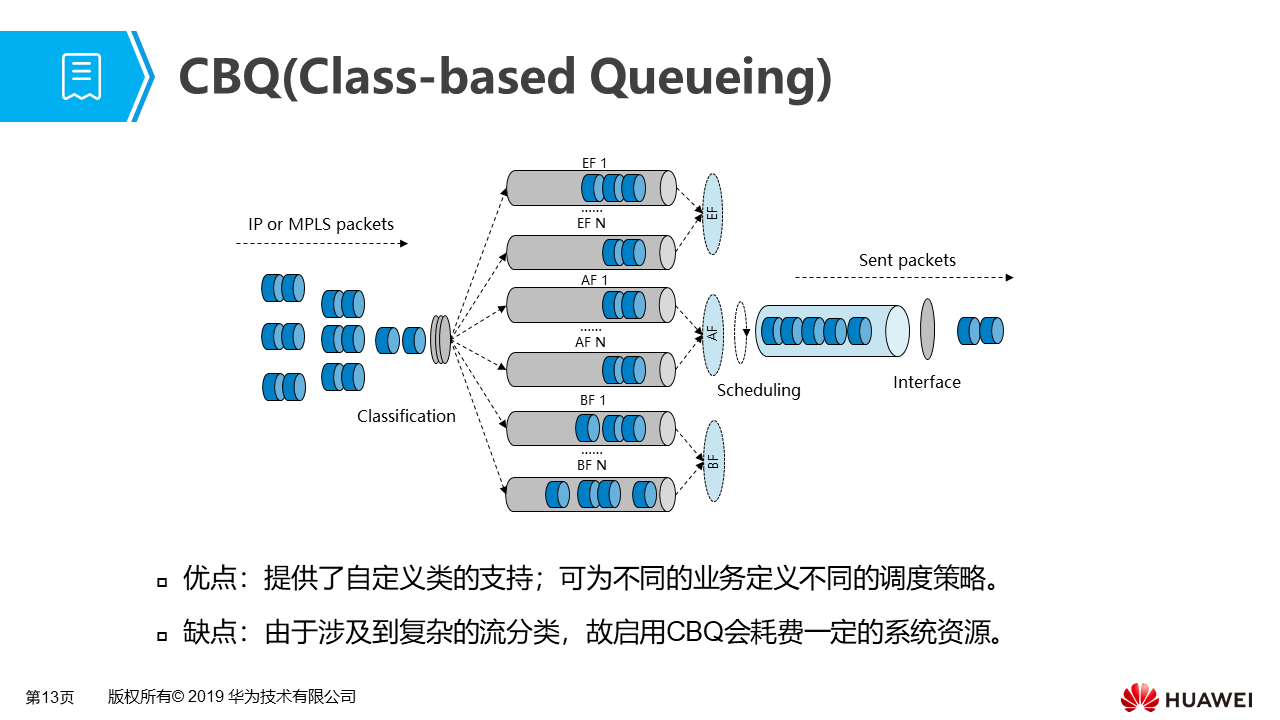 CBQ(Class-based Queueing)
IP or MPLS packets
Classification
EF 1
......
EF N
AF 1
......
AF N
BF 1
......
BF N
EF
AF
BF
Scheduling
Sent packets
Interface
优点：提供了自定义类的支持；可为不同的业务定义不同的调度策略。
缺点：由于涉及到复杂的流分类，故启用CBQ会耗费一定的系统资源。
第13页
版权所有© 2019 华为技术有限公司
HUAWEI